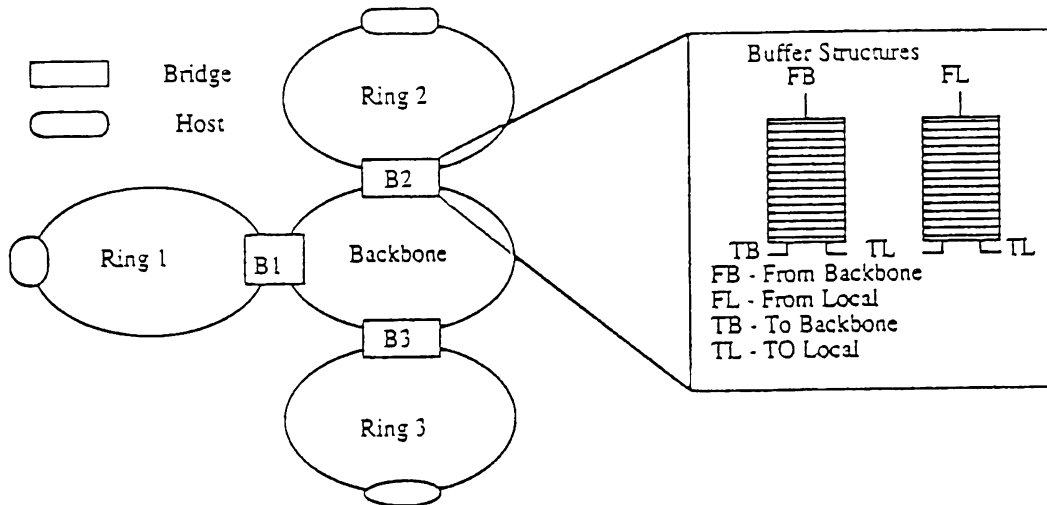 Bridge
Host
Ring 2
B2
Ring 1
B1
Backbone
B3
Ring 3
Buffer Structures
FB FL
TB TL TL
FB - From Backbone
FL - From Local
TB - To Backbone
TL - TO Local